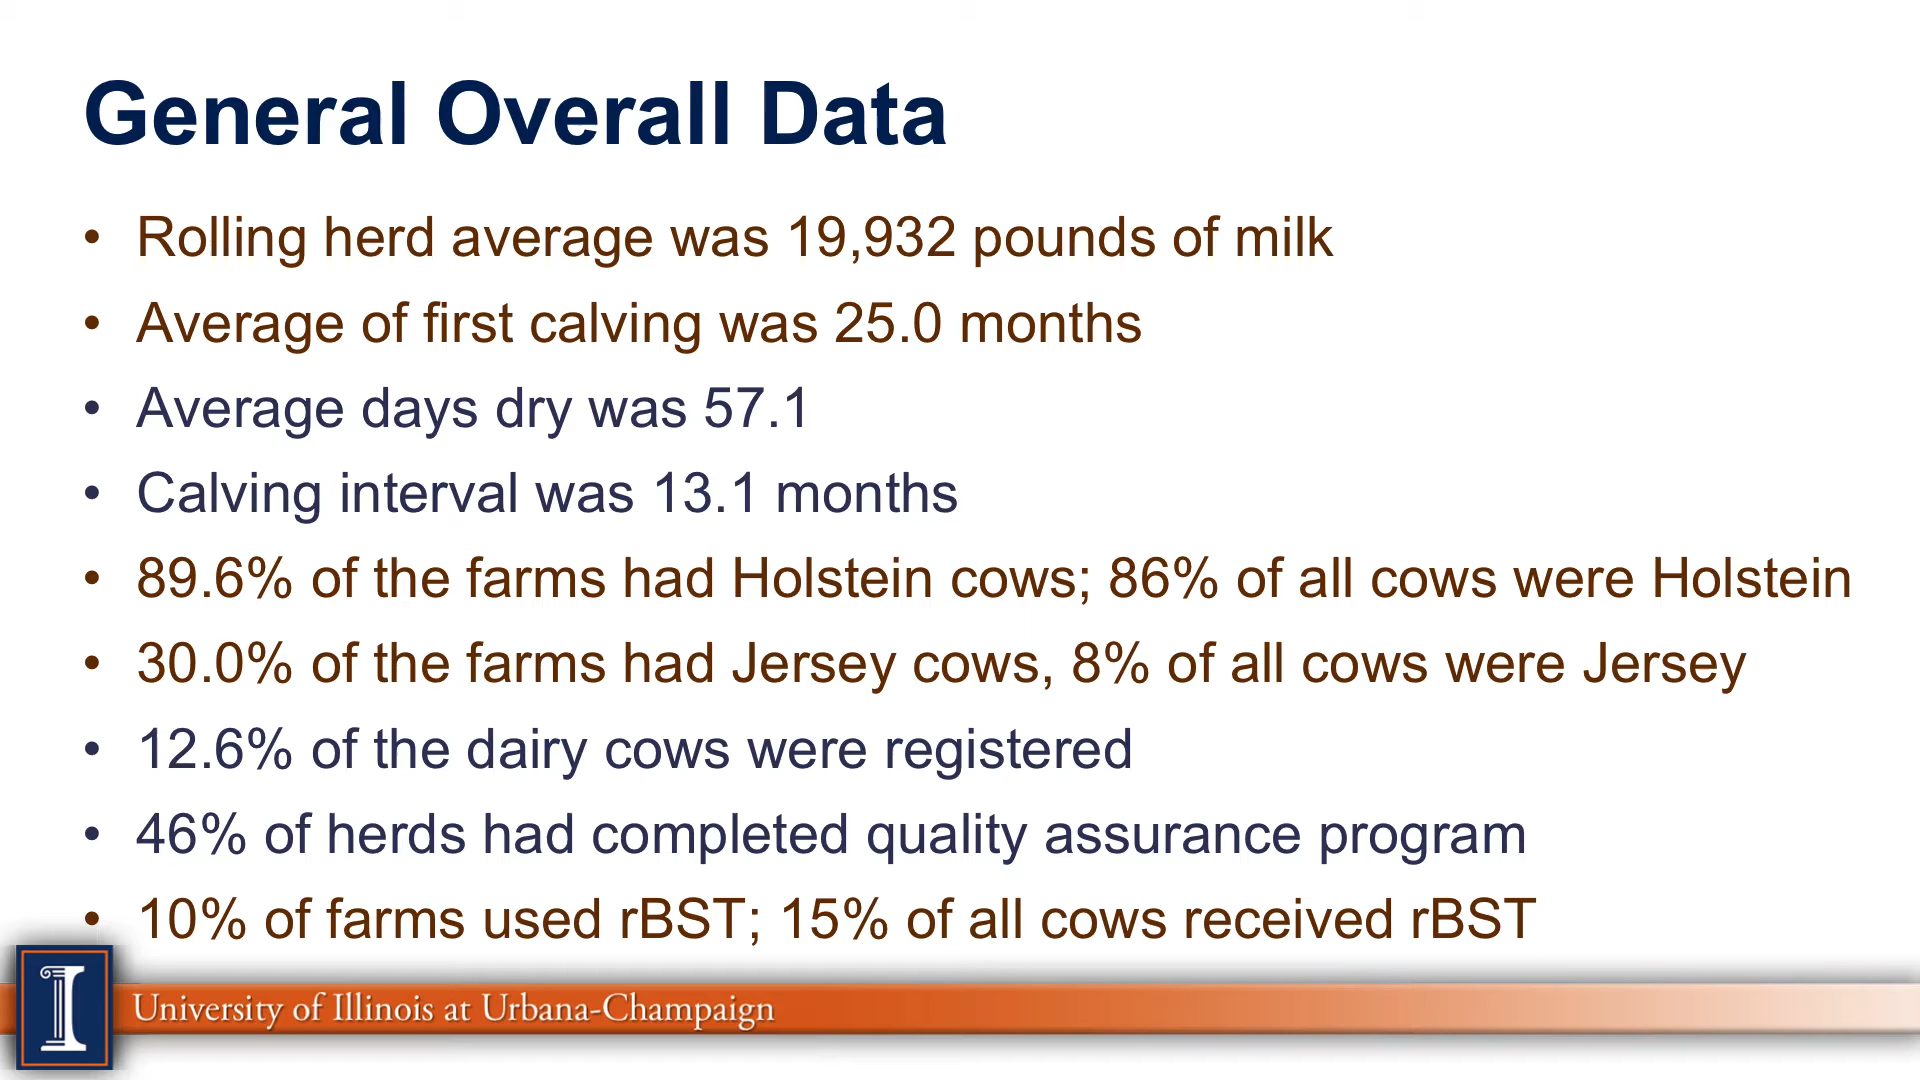 General Overall Data
• Rolling herd average was 19,932 pounds of milk
• Average of first calving was 25.0 months
• Average days dry was 57.1
• Calving interval was 13.1 months
• 89.6% of the farms had Holstein cows; 86% of all cows were Holstein
• 30.0% of the farms had Jersey cows, 8% of all cows were Jersey
• 12.6% of the dairy cows were registered
• 46% of herds had completed quality assurance program
• 10% of farms used rBST; 15% of all cows received rBST
I
University of Illinois at Urbana-Champaign